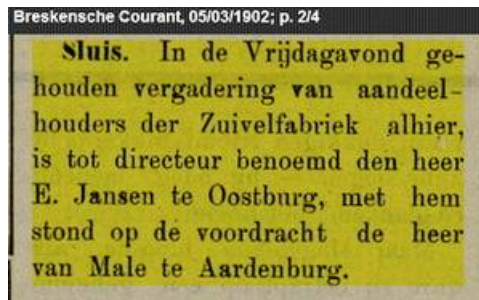 Breskensche Courant, 05/03/1902; p. 2/4
Sluis. In de Vrijdagavond ge-
houden vergadering van aandeel-
houders der Zuivelfabriek alhier,
is tot directeur benoemd den heer
E. Jansen te Oostburg, met hem
stond op de voordracht de heer
van Male te Aardenburg.